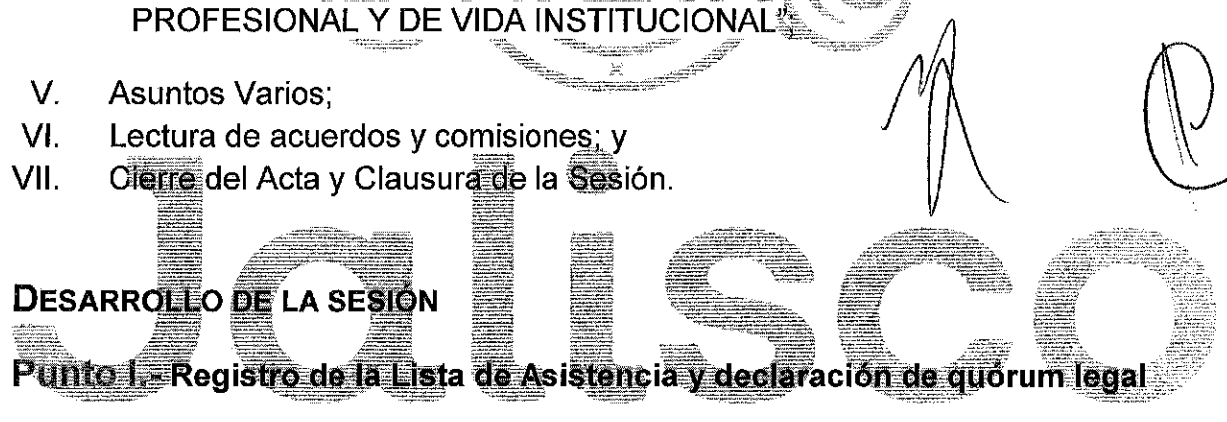 PROFESIONAL Y DE VIDA INSTITUCIONAL";
V. Asuntos Varios;
VI. Lectura de acuerdos y comisiones; y
VII. Cierre del Acta y Clausura de la Sesión.
Jalisco
DESARROLLO DE LA SESIÓN
Punto I.- Registro de la Lista de Asistencia y declaración de quórum legal